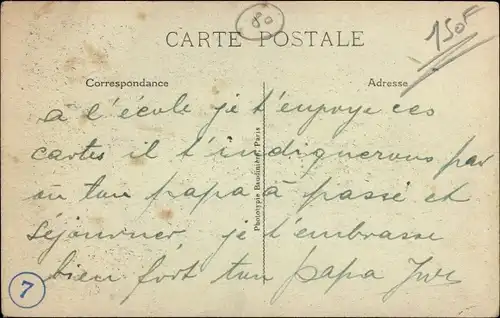 80
150F
CARTE POSTALE
Correspondance
Adresse
à l'école je t'envoye ces
cartes il t'indiquerons par
ou ton papa à passé et
séjourner, je t'embrasse
bien fort ton papa
Phototypie Baudinière, Paris
7